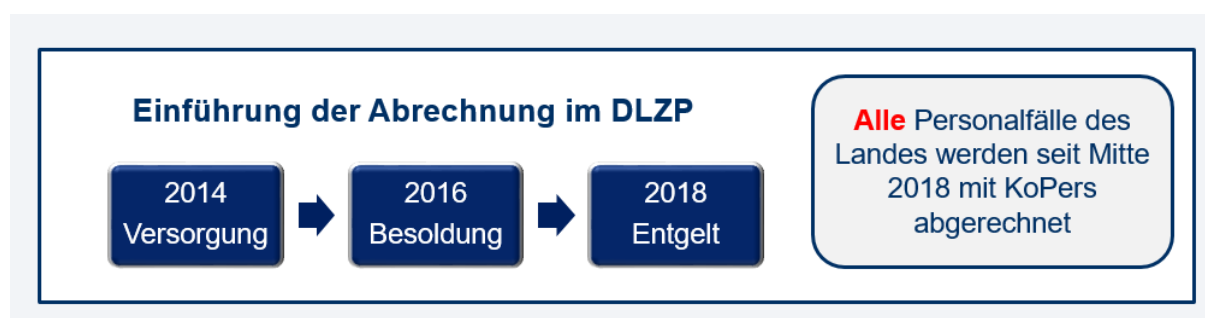 Einführung der Abrechnung im DLZP
2014
Versorgung
2016
Besoldung
2018
Entgelt
Alle Personalfälle des
Landes werden seit Mitte
2018 mit KoPers
abgerechnet